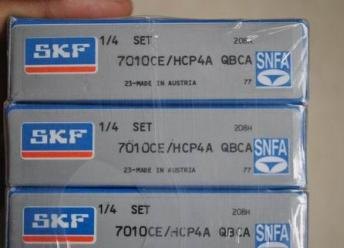 SKF 1/4 SET 208H
7010CE/HCP4A QBCA SNFA
23-MADE IN AUSTRIA 77
SKF 1/4 SET 208H
7010CE/HCP4A QBCA SNFA
23-MADE IN AUSTRIA 77
SKF 1/4 SET 208H
7010CE/HCP4A QBCA SNFA